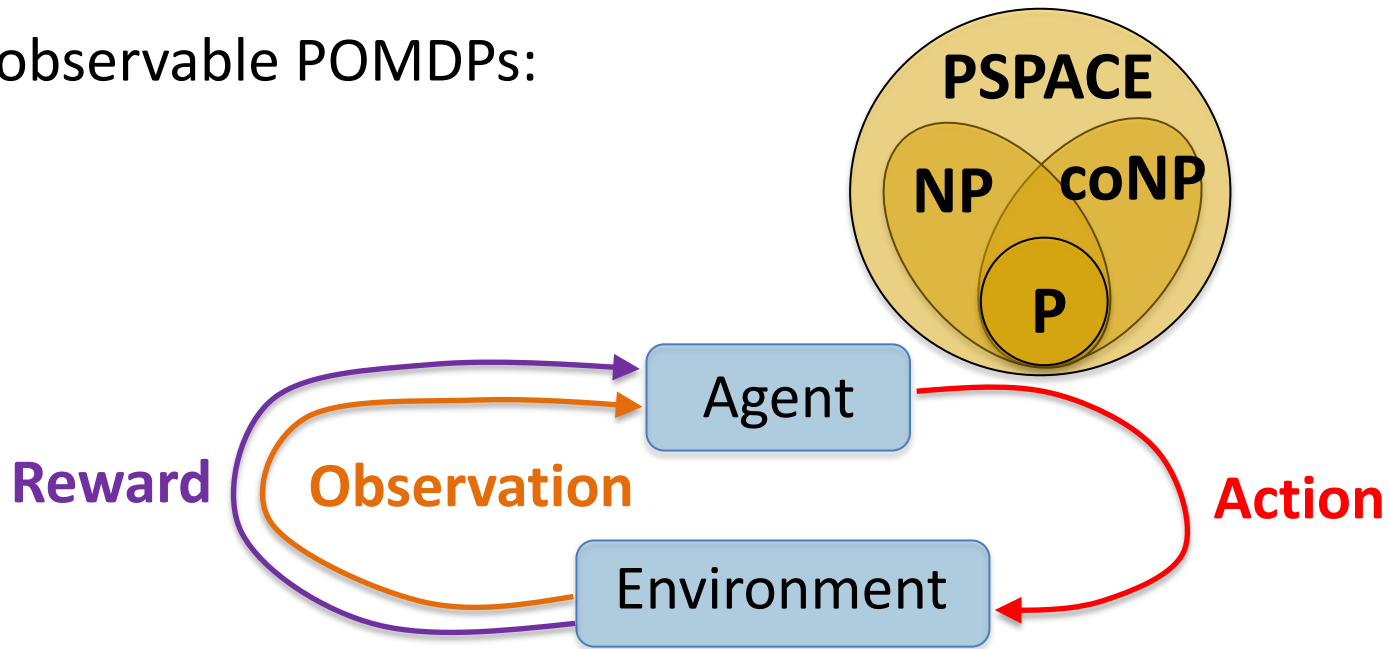 observable POMDPs:
PSPACE
NP
coNP
P
Agent
Reward
Observation
Action
Environment